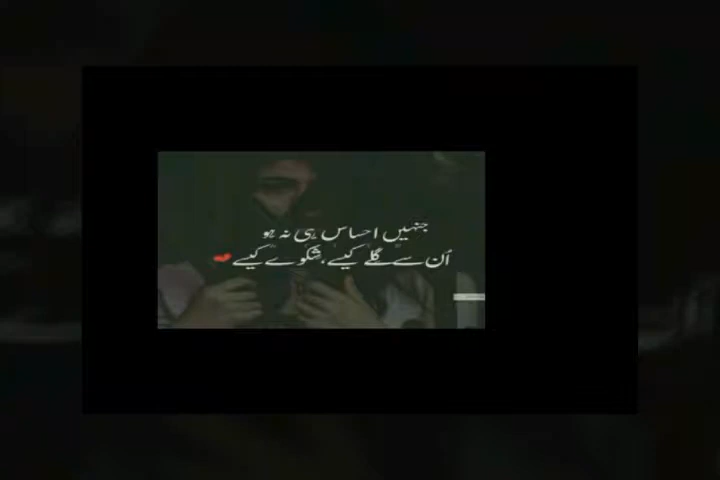 جنہیں احساس ہی نہ ہو
اُن سے گلے کیسے، شکوے کیسے ❤